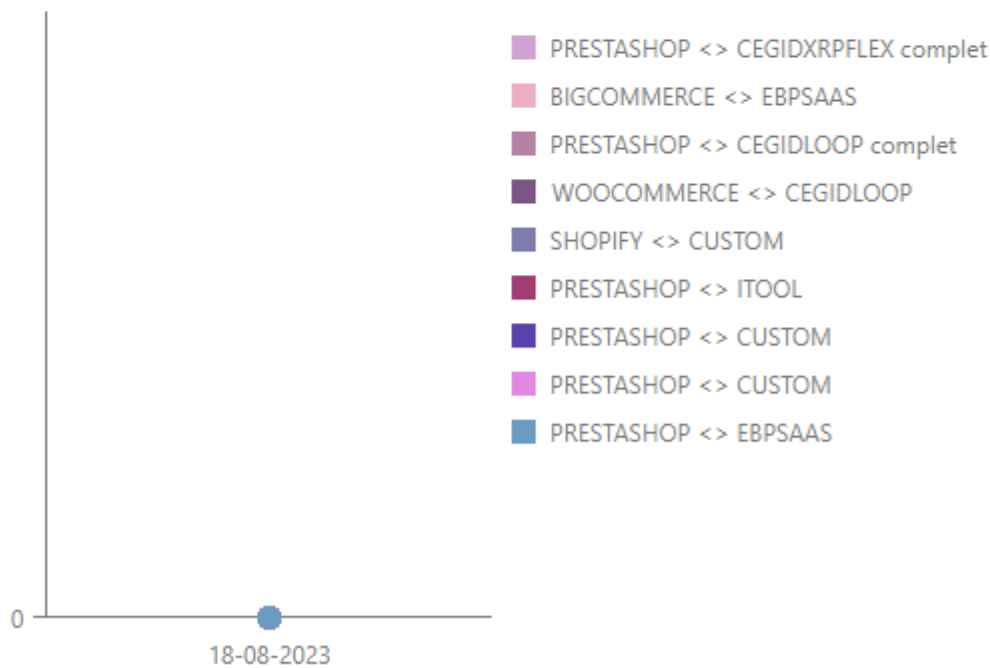 PRESTASHOP <> CEGIDXRPFLEX complet
BIGCOMMERCE <> EBPSAAS
PRESTASHOP <> CEGIDLOOP complet
WOOCOMMERCE <> CEGIDLOOP
SHOPIFY <> CUSTOM
PRESTASHOP <> ITOOL
PRESTASHOP <> CUSTOM
PRESTASHOP <> CUSTOM
PRESTASHOP <> EBPSAAS
0
18-08-2023